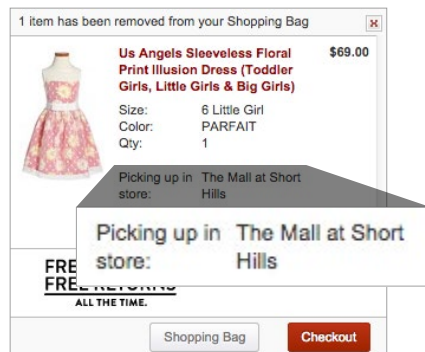 1 item has been removed from your Shopping Bag
x
Us Angels Sleeveless Floral $69.00
Print Illusion Dress (Toddler
Girls, Little Girls & Big Girls)
Size: 6 Little Girl
Color: PARFAIT
Qty: 1
Picking up in The Mall at Short
store: Hills
Picking up in The Mall at Short
store: Hills
FREE RETURNS
ALL THE TIME.
Shopping Bag Checkout